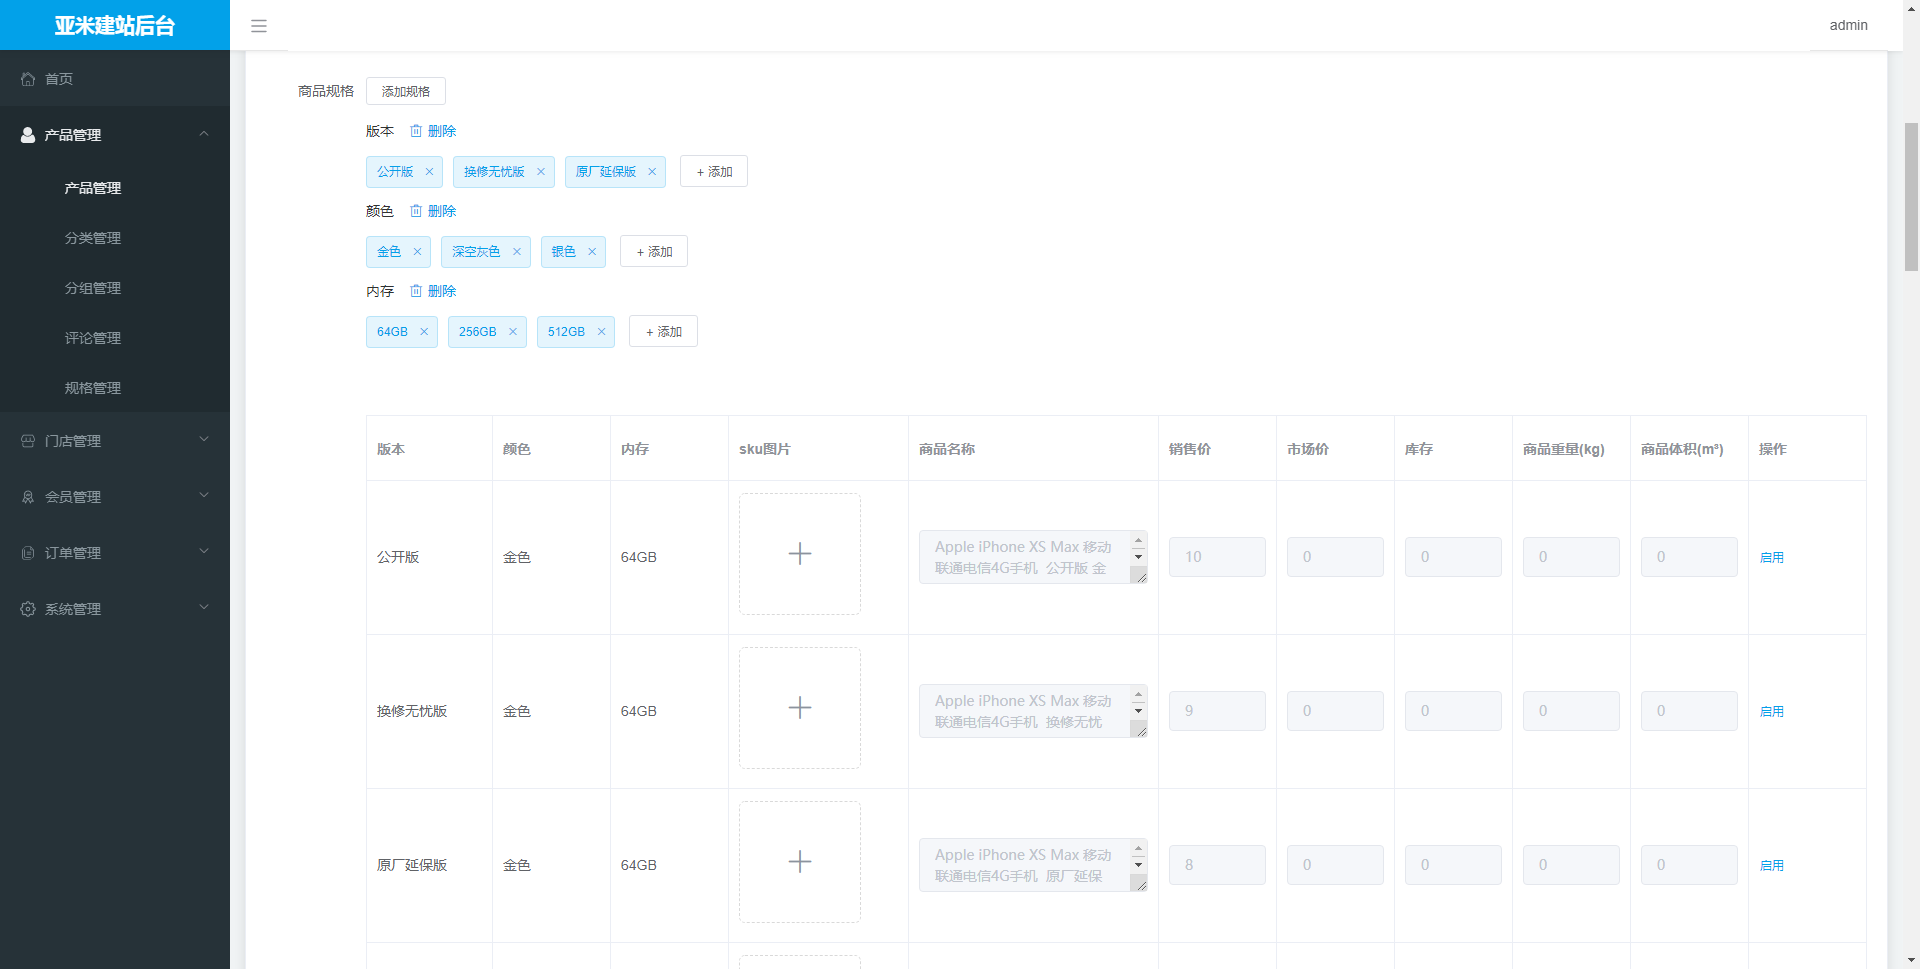 亚米建站后台
admin
首页
产品管理
产品管理
分类管理
分组管理
评论管理
规格管理
门店管理
会员管理
订单管理
系统管理
商品规格 添加规格
版本 删除
公开版 × 换修无忧版 × 原厂延保版 × + 添加
颜色 删除
金色 × 深空灰色 × 银色 × + 添加
内存 删除
64GB × 256GB × 512GB × + 添加
版本 颜色 内存 sku图片 商品名称 销售价 市场价 库存 商品重量(kg) 商品体积(m³) 操作
公开版 金色 64GB Apple iPhone XS Max 移动 10 0 0 0 0 启用
联通电信4G手机 公开版 金
换修无忧版 金色 64GB Apple iPhone XS Max 移动 9 0 0 0 0 启用
联通电信4G手机 换修无忧
原厂延保版 金色 64GB Apple iPhone XS Max 移动 8 0 0 0 0 启用
联通电信4G手机 原厂延保